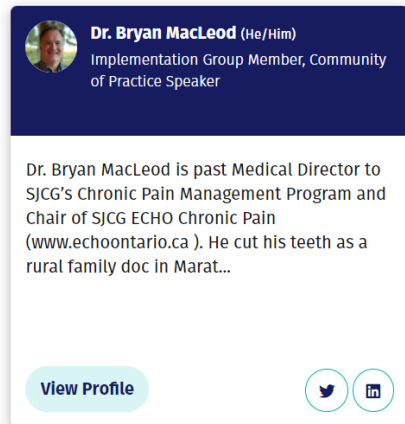 Dr. Bryan MacLeod (He/Him)
Implementation Group Member, Community
of Practice Speaker
Dr. Bryan MacLeod is past Medical Director to
SJCG's Chronic Pain Management Program and
Chair of SJCG ECHO Chronic Pain
(www.echoontario.ca ). He cut his teeth as a
rural family doc in Marat...
View Profile
in